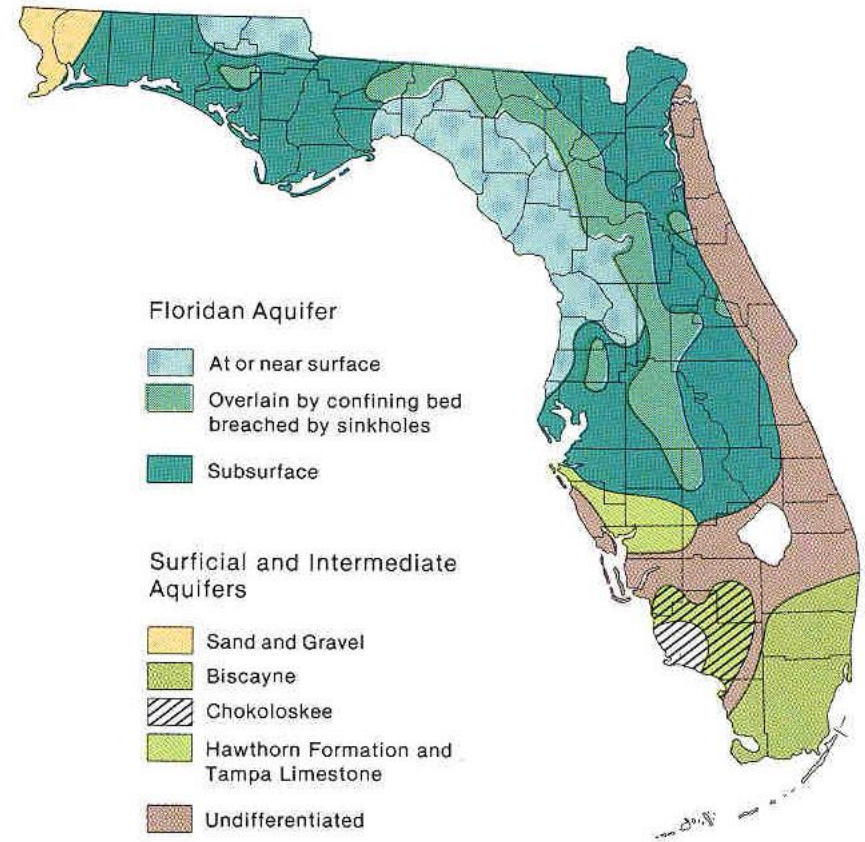 Floridan Aquifer
At or near surface
Overlain by confining bed
breached by sinkholes
Subsurface
Surficial and Intermediate
Aquifers
Sand and Gravel
Biscayne
Chokoloskee
Hawthorn Formation and
Tampa Limestone
Undifferentiated